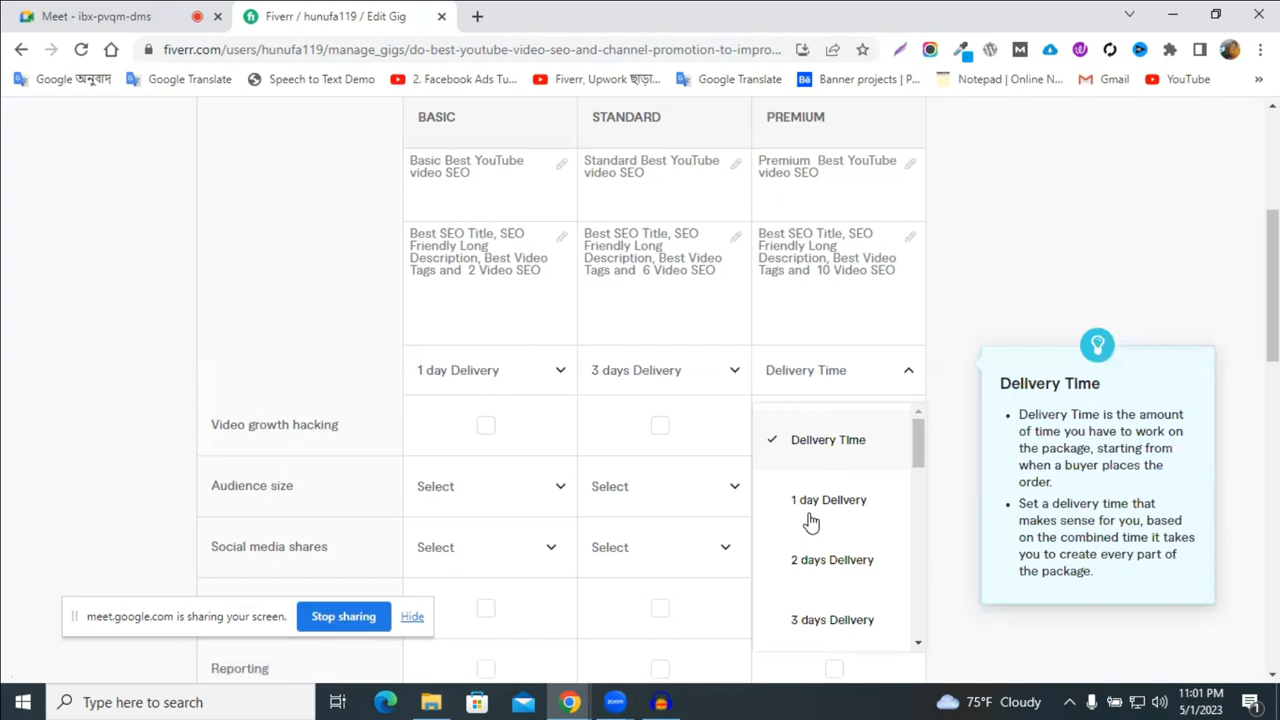 Meet - ibx-pvqm-dms
Fiverr / hunufa119 / Edit Gig
fiverr.com/users/hunufa119/manage_gigs/do-best-youtube-video-seo-and-channel-promotion-to-impro...
Google অনুবাদ
Google Translate
Speech to Text Demo
2. Facebook Ads Tu...
Fiverr, Upwork ছাড়া...
Google Translate
Banner projects | P...
Notepad | Online N...
Gmail
YouTube
BASIC
STANDARD
PREMIUM
Basic Best YouTube
video SEO
Standard Best YouTube
video SEO
Premium Best YouTube
video SEO
Best SEO Title, SEO
Friendly Long
Description, Best Video
Tags and 2 Video SEO
Best SEO Title, SEO
Friendly Long
Description, Best Video
Tags and 6 Video SEO
Best SEO Title, SEO
Friendly Long
Description, Best Video
Tags and 10 Video SEO
1 day Delivery
3 days Delivery
Delivery Time
Delivery Time
1 day Delivery
2 days Delivery
3 days Delivery
Video growth hacking
Audience size
Select
Select
Social media shares
Select
Select
Reporting
Delivery Time
Delivery Time is the amount
of time you have to work on
the package, starting from
when a buyer places the
order.
Set a delivery time that
makes sense for you, based
on the combined time it takes
you to create every part of
the package.
meet.google.com is sharing your screen.
Stop sharing
Hide
Type here to search
75°F Cloudy
11:01 PM
5/1/2023